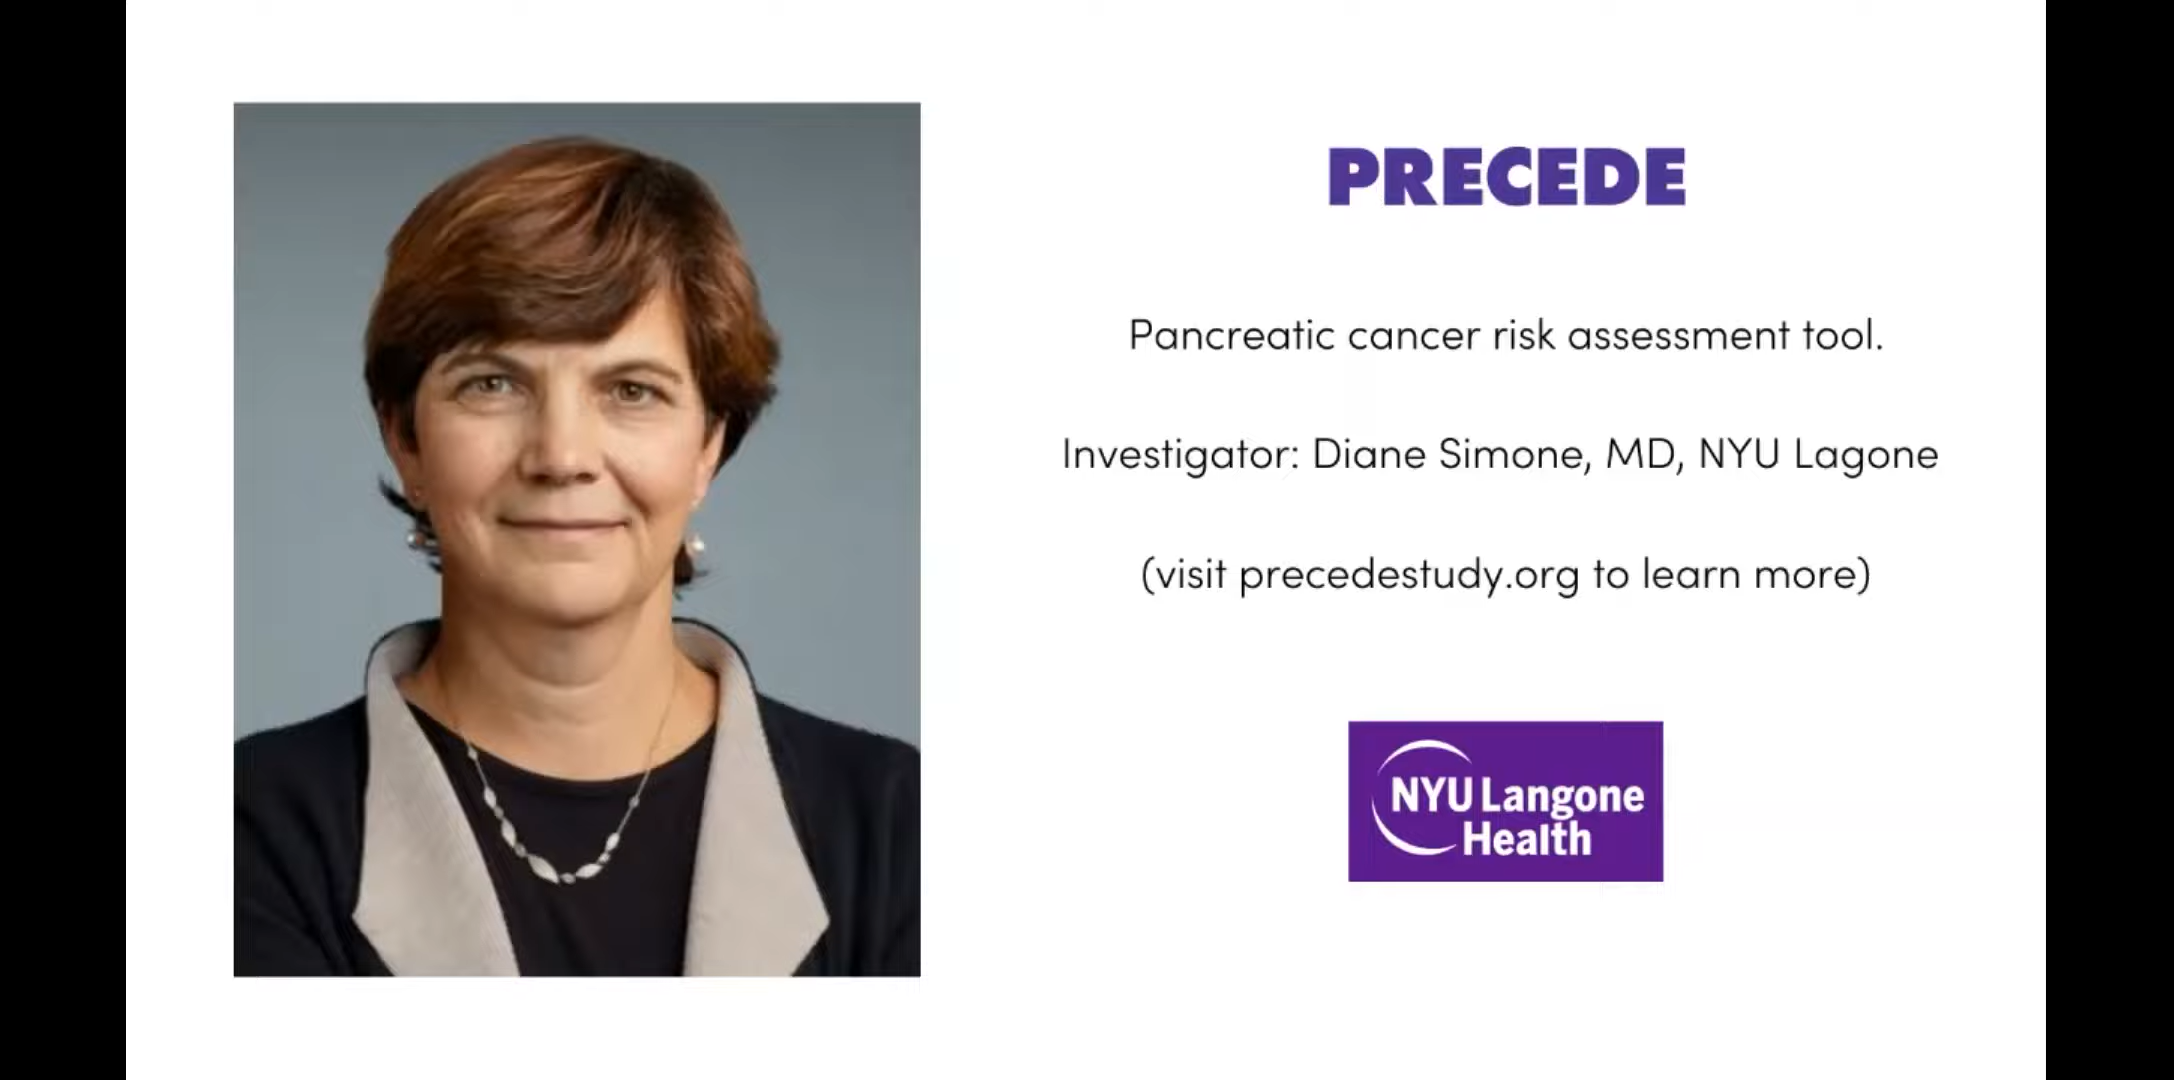 PRECEDE
Pancreatic cancer risk assessment tool.
Investigator: Diane Simone, MD, NYU Lagone
(visit precedestudy.org to learn more)
NYU Langone
Health